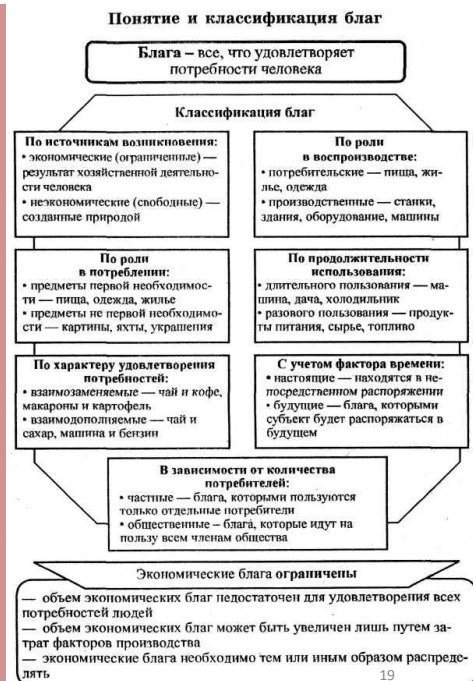 Понятие и классификация благ
Блага – все, что удовлетворяет
потребности человека
Классификация благ
По источникам возникновения:
• экономические (ограниченные) —
результат хозяйственной деятельно-
сти человека
• неэкономические (свободные) —
созданные природой
По роли
в воспроизводстве:
• потребительские — пища, жи-
лье, одежда
• производственные — станки,
здания, оборудование, машины
По роли
в потреблении:
• предметы первой необходимос-
ти — пища, одежда, жилье
• предметы не первой необходимо-
сти — картины, яхты, украшения
По продолжительности
использования:
• длительного пользования — ма-
шина, дача, холодильник
• разового пользования — продук-
ты питания, сырье, топливо
По характеру удовлетворения
потребностей:
• взаимозаменяемые — чай и кофе,
макароны и картофель
• взаимодополняемые — чай и
сахар, машина и бензин
С учетом фактора времени:
• настоящие — находятся в не-
посредственном распоряжении
• будущие — блага, которыми
субъект будет распоряжаться в
будущем
В зависимости от количества
потребителей:
• частные — блага, которыми пользуются
только отдельные потребители
• общественные – блага, которые идут на
пользу всем членам общества
Экономические блага ограничены
— объем экономических благ недостаточен для удовлетворения всех
потребностей людей
— объем экономических благ может быть увеличен лишь путем за-
трат факторов производства
— экономические блага необходимо тем или иным образом распреде-
лять
19